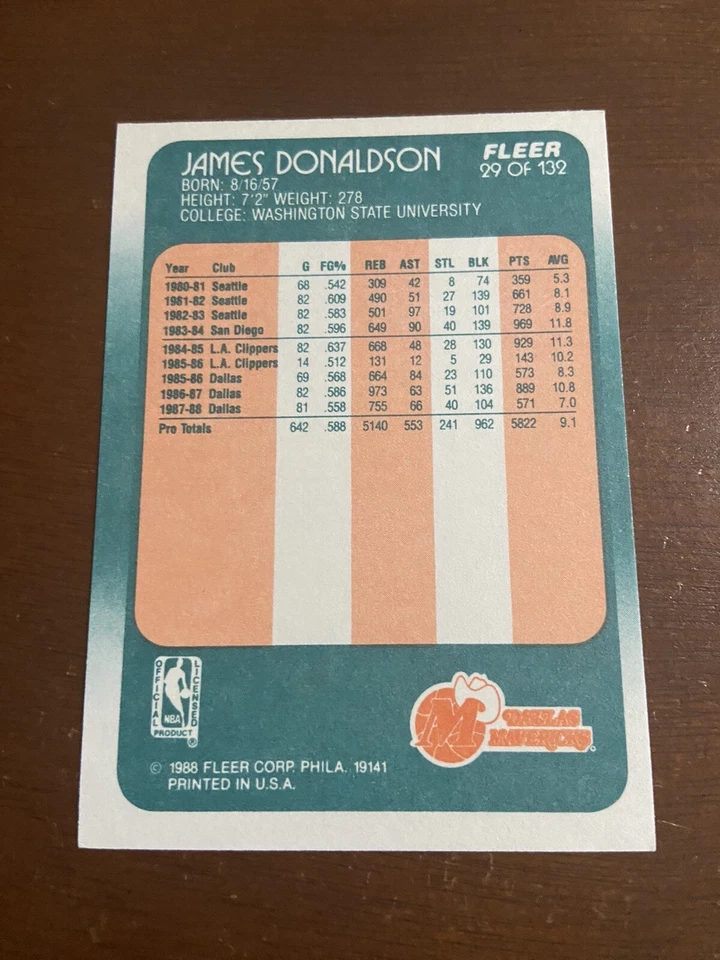 JAMES DONALDSON FLEER
29 OF 132
BORN: 8/16/57
HEIGHT: 7'2" WEIGHT: 278
COLLEGE: WASHINGTON STATE UNIVERSITY
Year Club G FG% REB AST STL BLK PTS AVG
1980-81 Seattle 68 .542 309 42 8 74 359 5.3
1981-82 Seattle 82 .609 490 51 27 139 661 8.1
1982-83 Seattle 82 .583 501 97 19 101 728 8.9
1983-84 San Diego 82 .596 649 90 40 139 969 11.8
1984-85 L.A. Clippers 82 .637 668 48 28 130 929 11.3
1985-86 L.A. Clippers 14 .512 131 12 5 29 143 10.2
1985-86 Dallas 69 .568 664 84 23 110 573 8.3
1986-87 Dallas 82 .586 973 63 51 136 889 10.8
1987-88 Dallas 81 .558 755 66 40 104 571 7.0
Pro Totals 642 .588 5140 553 241 962 5822 9.1
OFFICIAL LICENSED
NBA
PRODUCT ®
M DALLAS
MAVERICKS ®
© 1988 FLEER CORP. PHILA. 19141
PRINTED IN U.S.A.